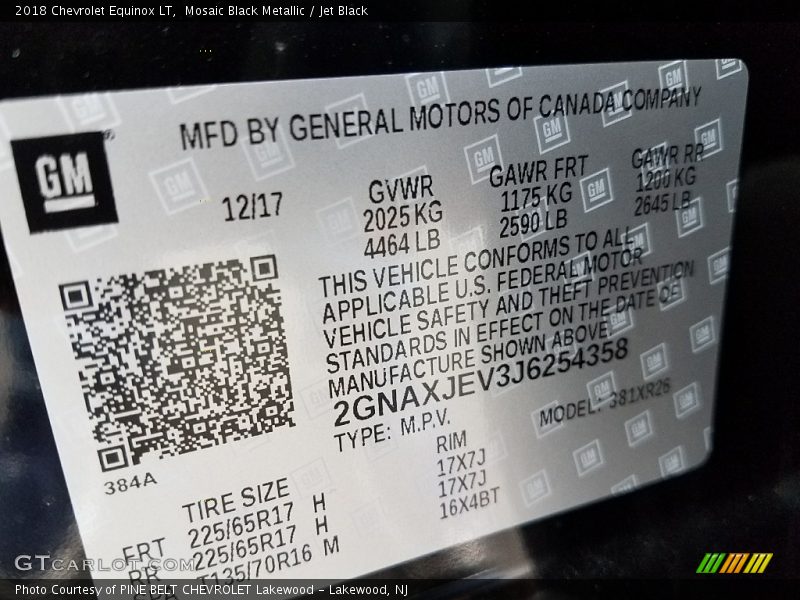 2018 Chevrolet Equinox LT, Mosaic Black Metallic / Jet Black
GM
MFD BY GENERAL MOTORS OF CANADA COMPANY
12/17 GVWR GAWR FRT GAWR RR
2025 KG 1175 KG 1200 KG
4464 LB 2590 LB 2645 LB
THIS VEHICLE CONFORMS TO ALL
APPLICABLE U.S. FEDERAL MOTOR
VEHICLE SAFETY AND THEFT PREVENTION
STANDARDS IN EFFECT ON THE DATE OF
MANUFACTURE SHOWN ABOVE.
2GNAXJEV3J6254358
TYPE: M.P.V. MODEL: 381XR26
384A
TIRE SIZE RIM
FRT 225/65R17 H 17X7J
RR 225/65R17 H 17X7J
T135/70R16 M 16X4BT
GTcarlot.com
Photo Courtesy of PINE BELT CHEVROLET Lakewood - Lakewood, NJ